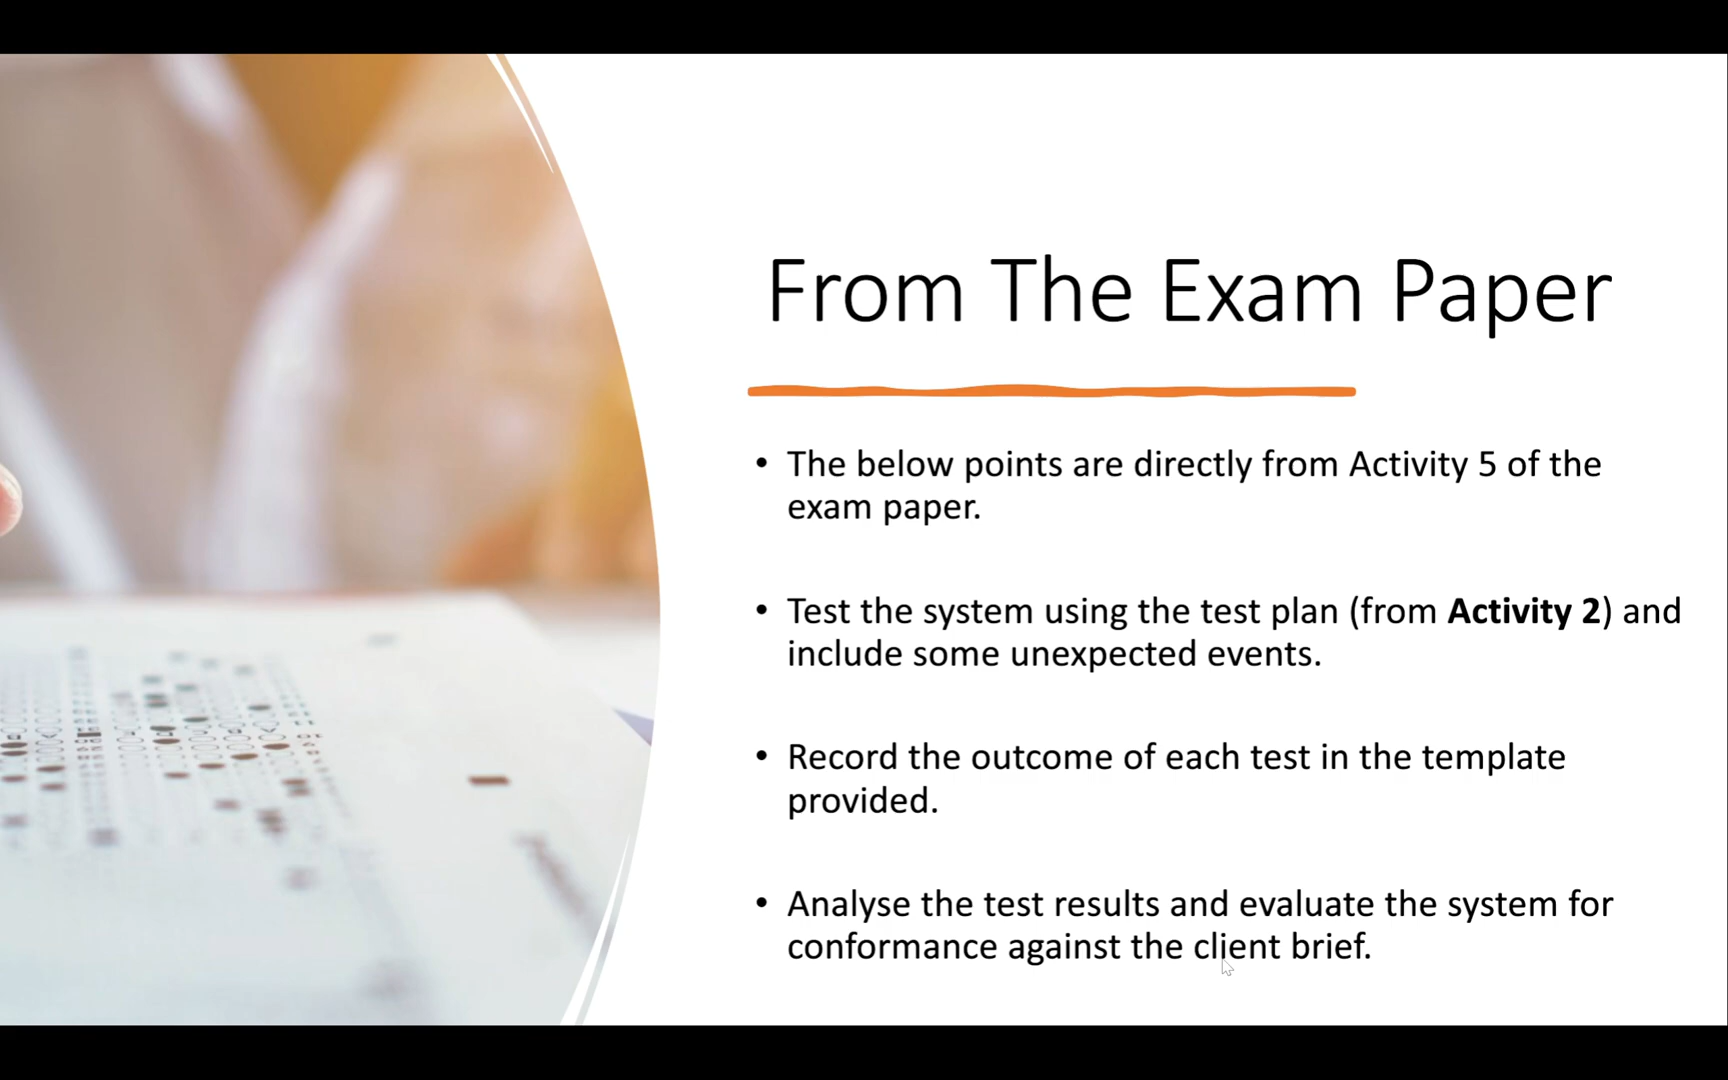 From The Exam Paper
• The below points are directly from Activity 5 of the
exam paper.
• Test the system using the test plan (from Activity 2) and
include some unexpected events.
• Record the outcome of each test in the template
provided.
• Analyse the test results and evaluate the system for
conformance against the client brief.